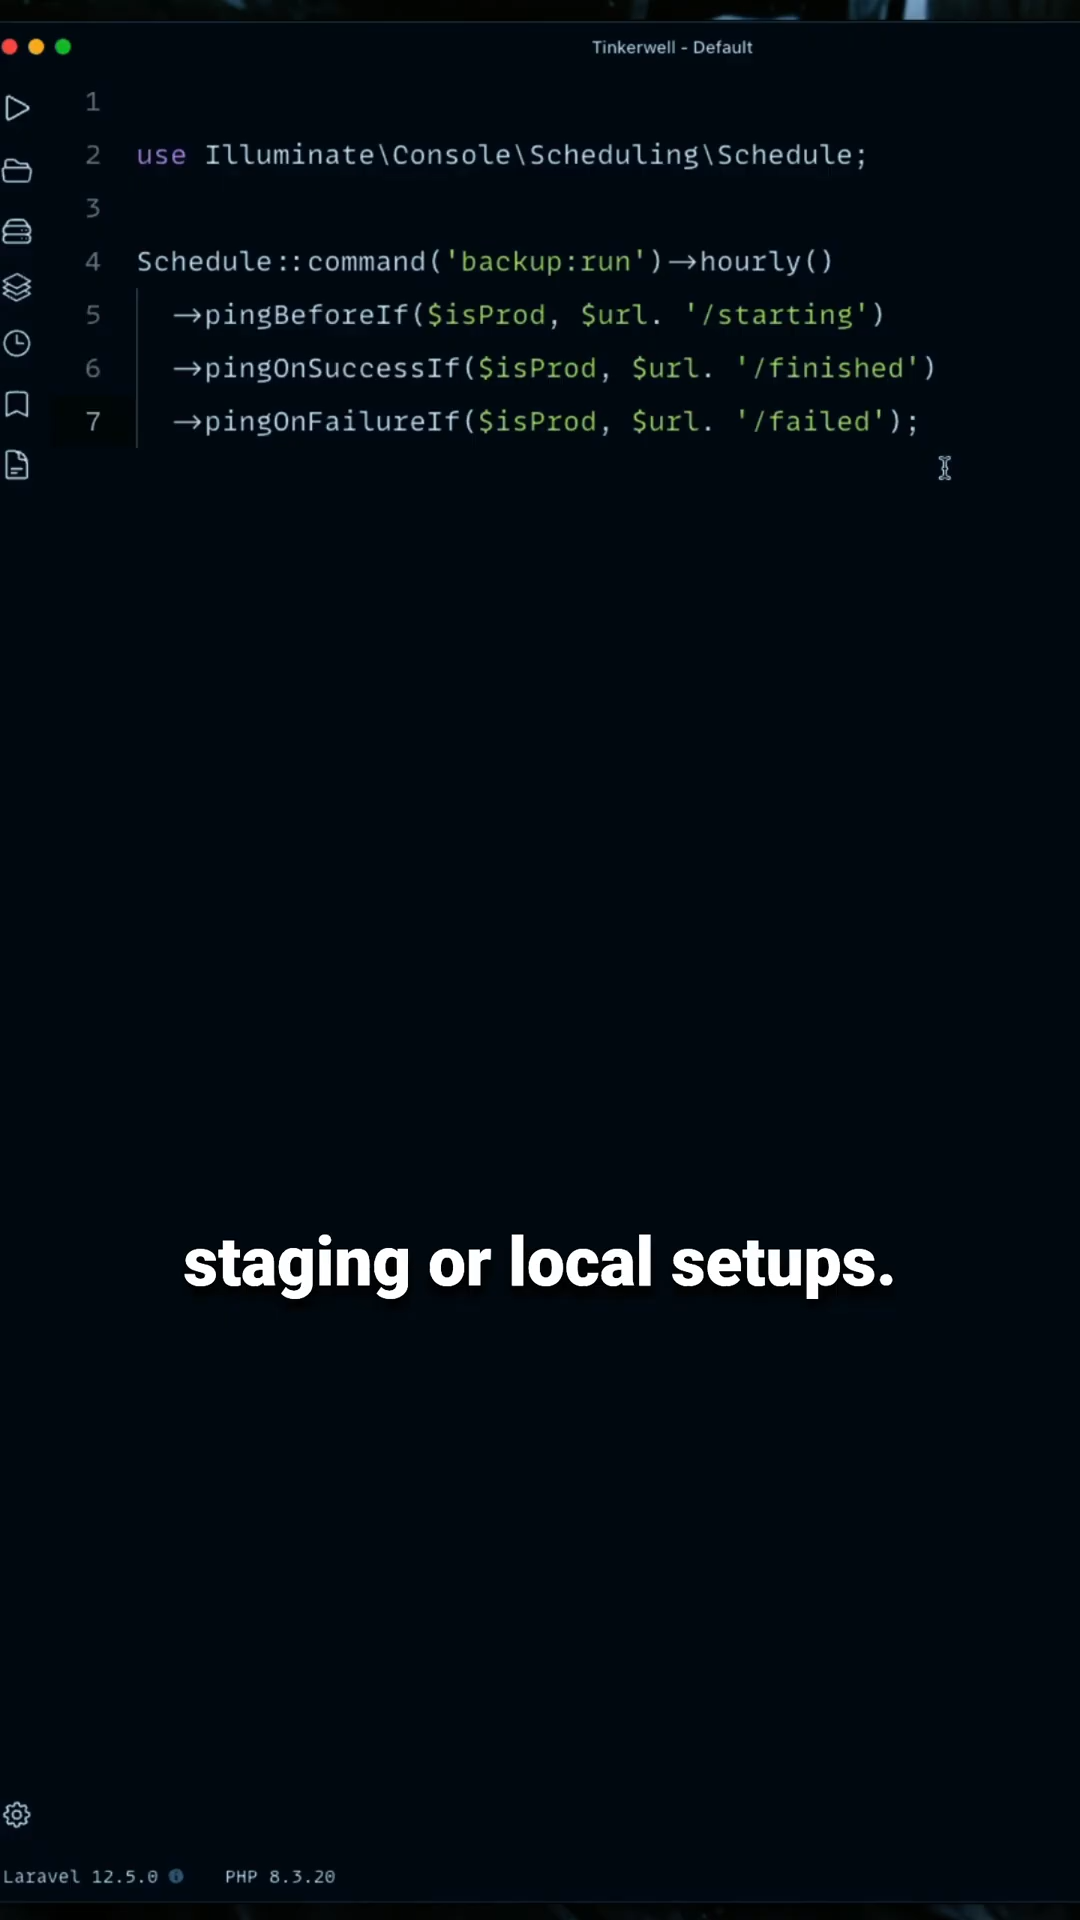 Tinkerwell - Default
1
2 use Illuminate\Console\Scheduling\Schedule;
3
4 Schedule::command('backup:run')->hourly()
5 ->pingBeforeIf($isProd, $url. '/starting')
6 ->pingOnSuccessIf($isProd, $url. '/finished')
7 ->pingOnFailureIf($isProd, $url. '/failed');
staging or local setups.
Laravel 12.5.0 PHP 8.3.20